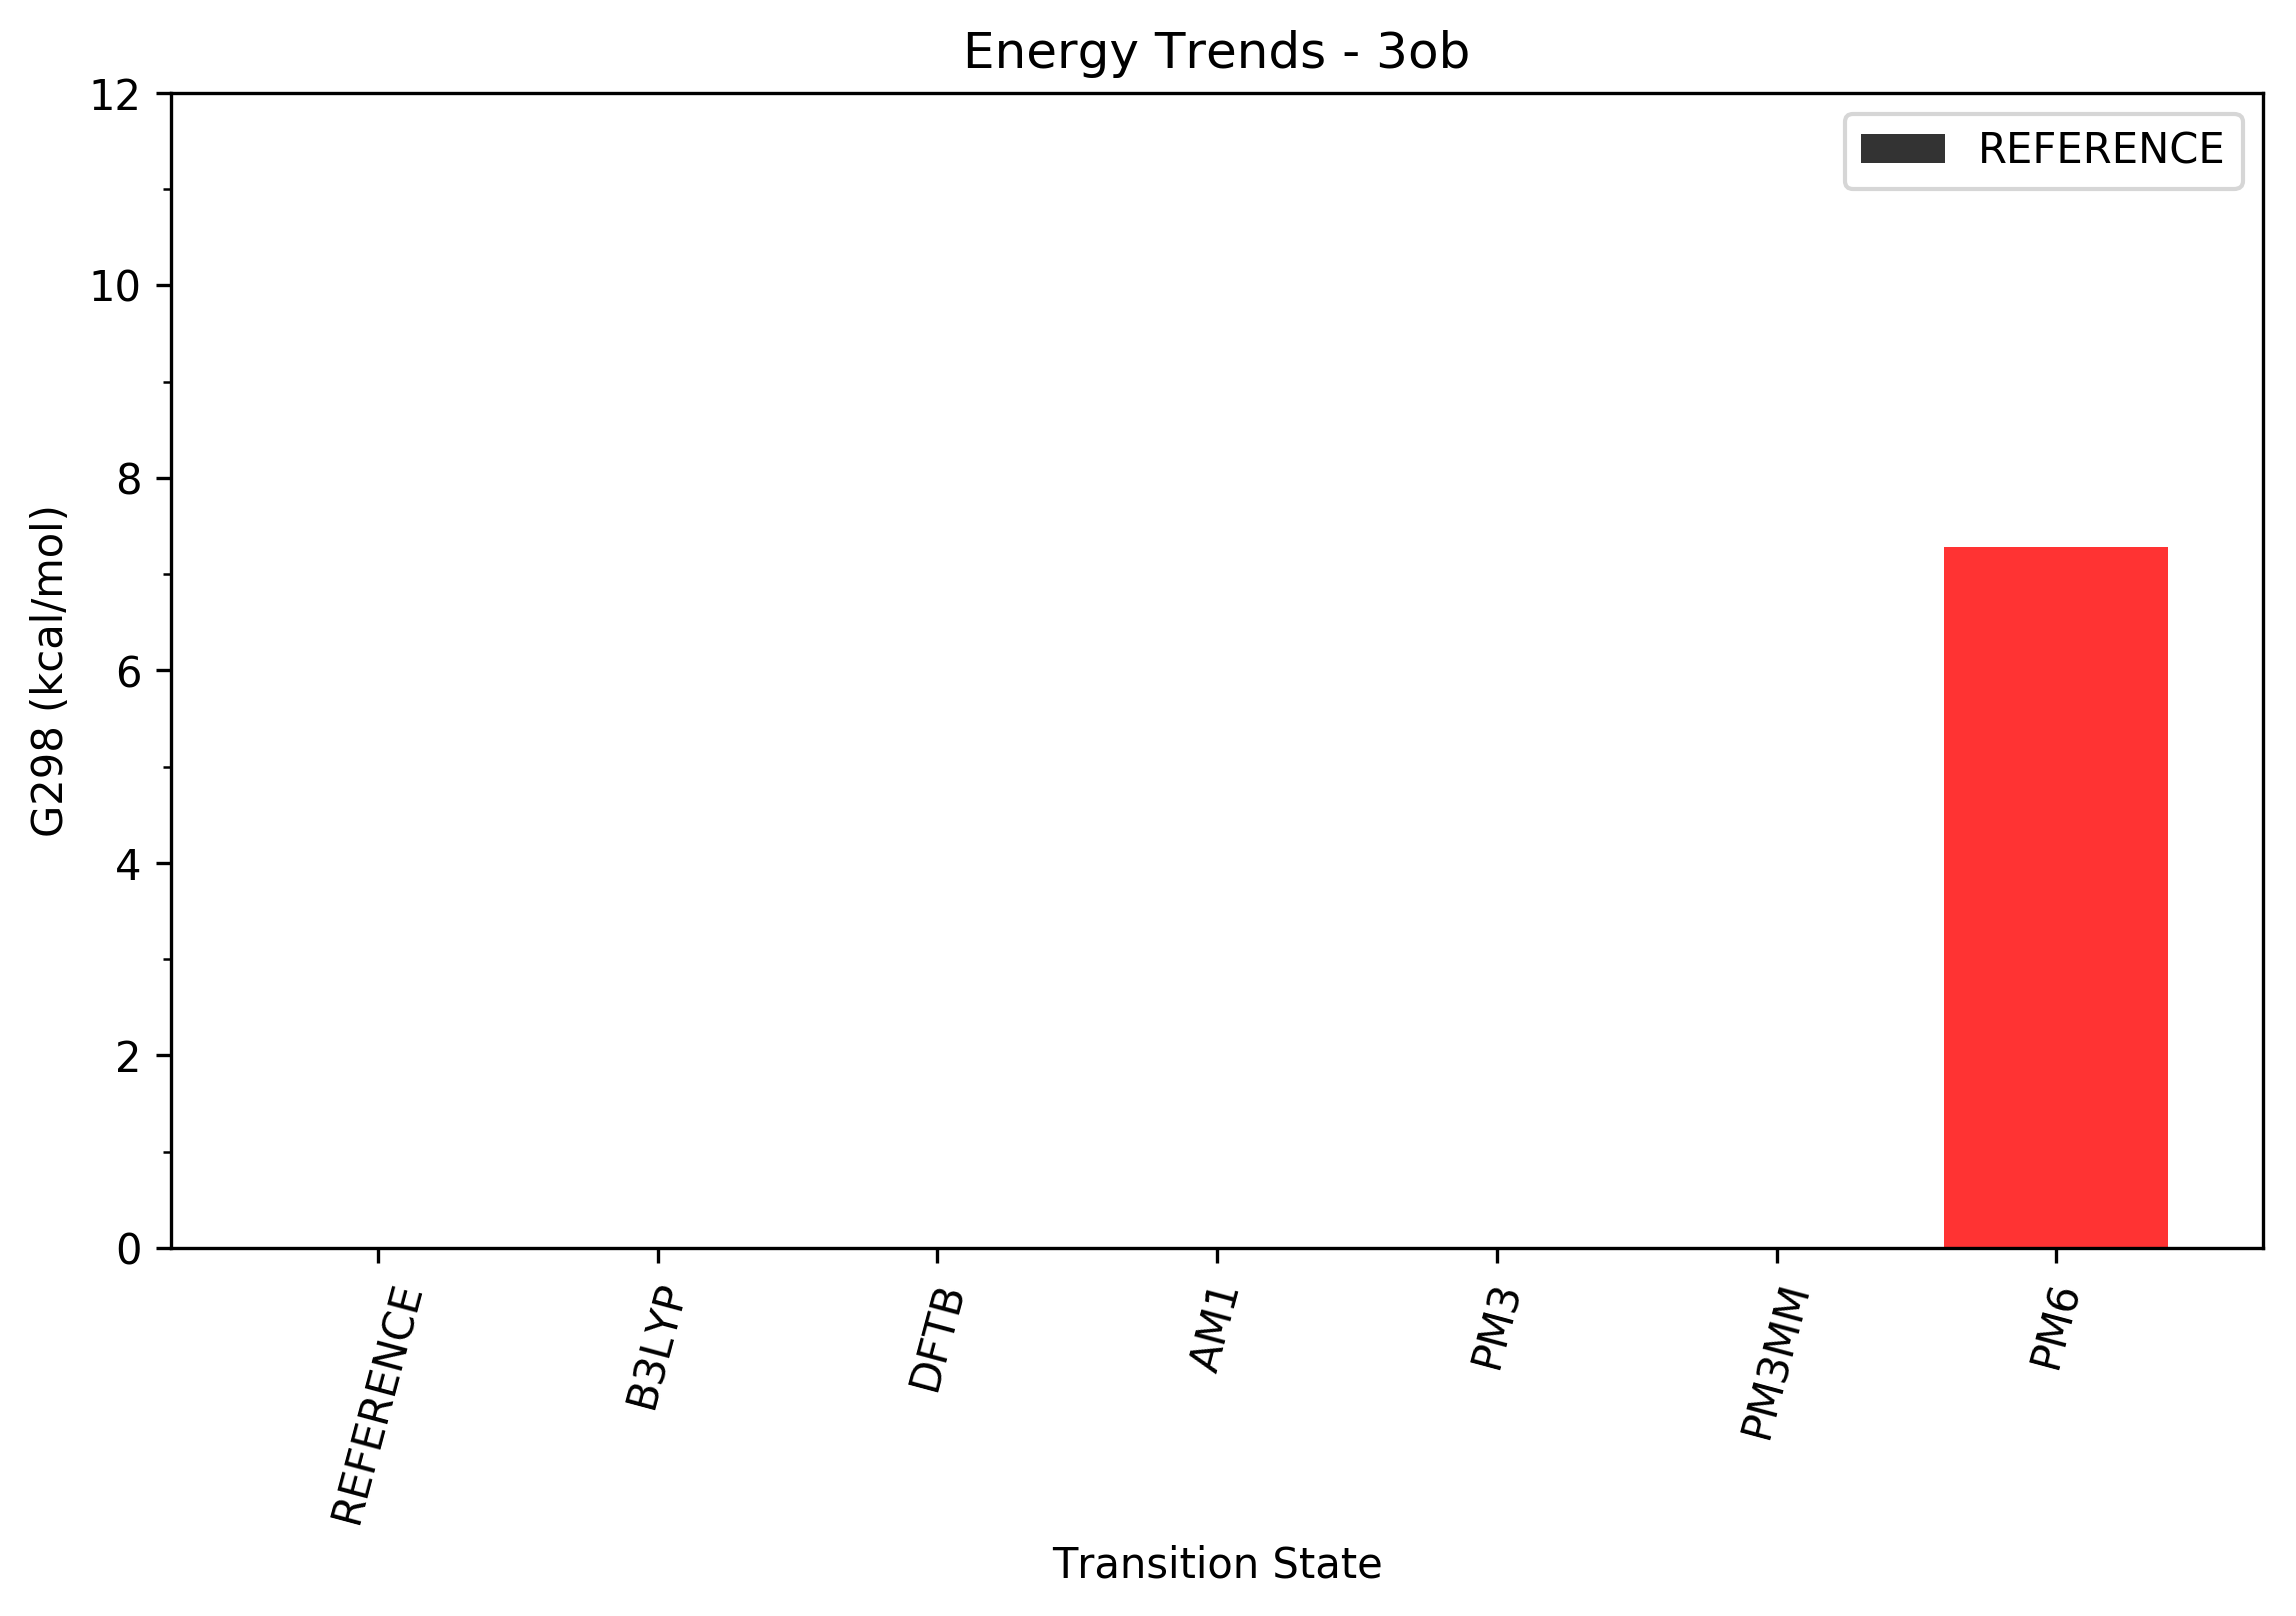 Energy Trends - 3ob
REFERENCE
12
10
8
6
4
2
0
G298 (kcal/mol)
REFERENCE
B3LYP
DFTB
AM1
PM3
PM3MM
PM6
Transition State